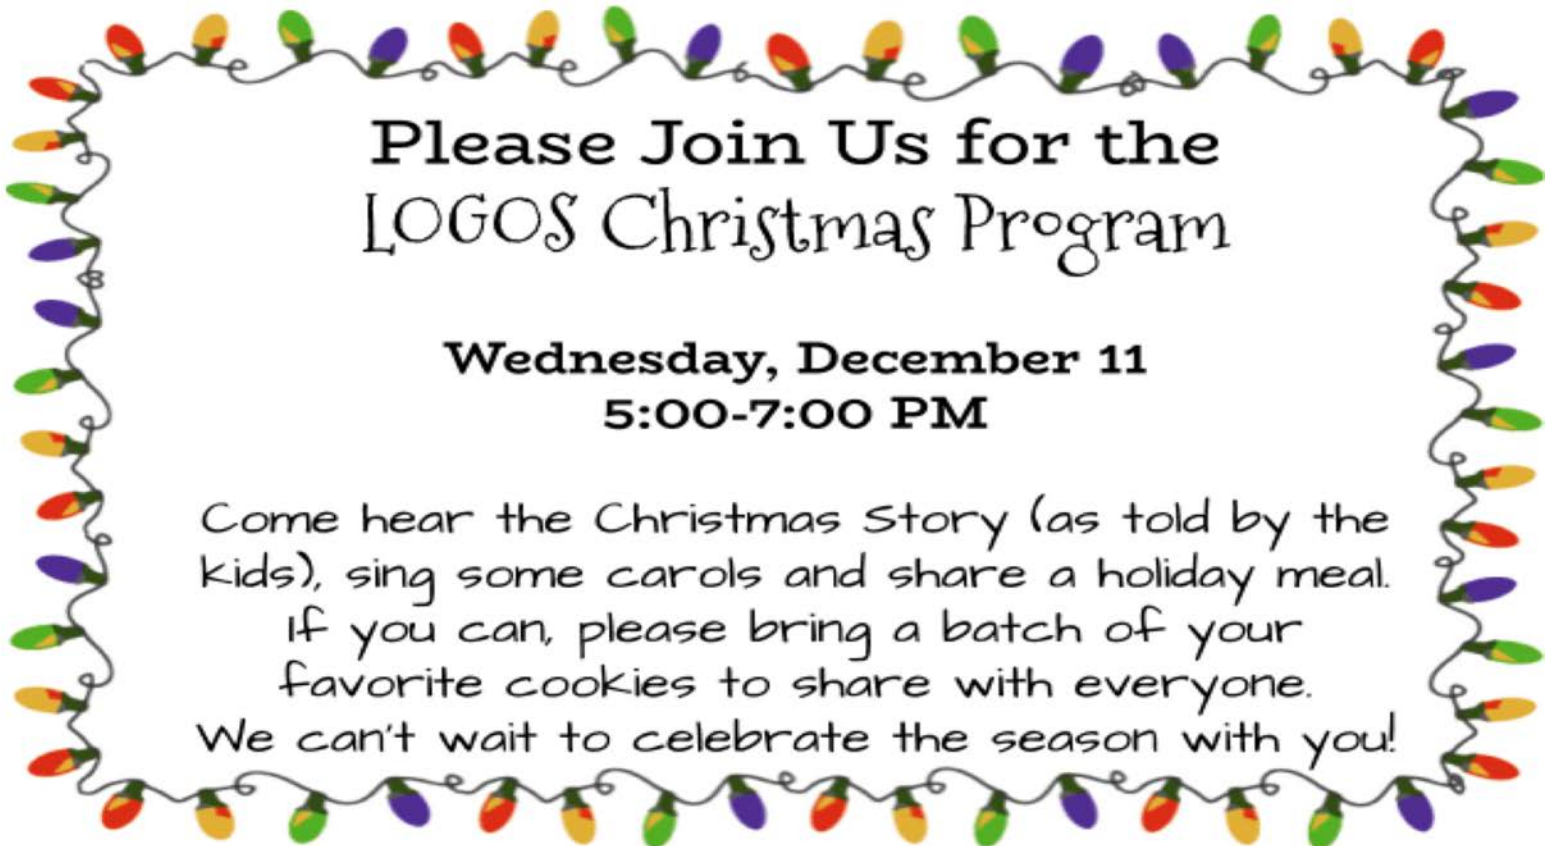 Please Join Us for the
LOGOS Christmas Program
Wednesday, December 11
5:00-7:00 PM
Come hear the Christmas Story (as told by the
kids), sing some carols and share a holiday meal.
If you can, please bring a batch of your
favorite cookies to share with everyone.
We can't wait to celebrate the season with you!